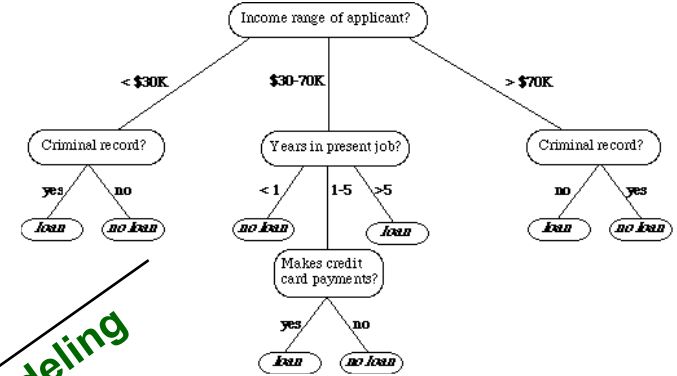 Income range of applicant?
< $30K
$30-70K
> $70K
Criminal record?
Years in present job?
Criminal record?
yes
no
< 1
1-5
>5
no
yes
loan
no loan
no loan
loan
loan
no loan
Makes credit
card payments?
yes
no
loan
no loan
deling